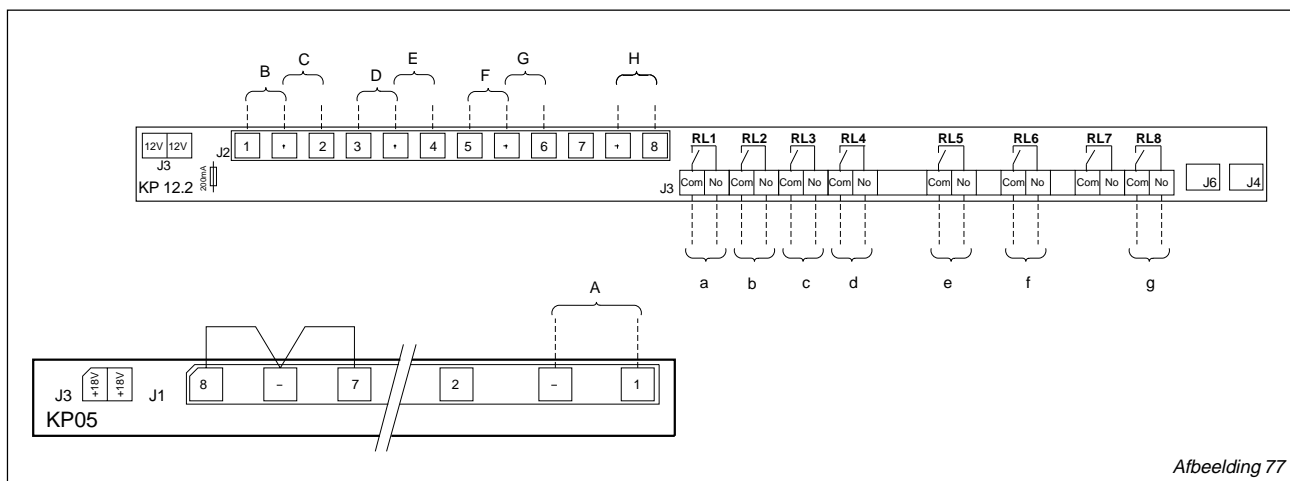 C E G H
B D F
RL1 RL2 RL3 RL4 RL5 RL6 RL7 RL8
12V 12V J2 1 - 2 3 - 4 5 - 6 7 - 8
J3
KP 12.2 200mA J3 Com No Com No Com No Com No Com No Com No Com No Com No J6 J4
a b c d e f g
A
J3 +18V +18V J1 8 - 7 2 - 1
KP05
Afbeelding 77